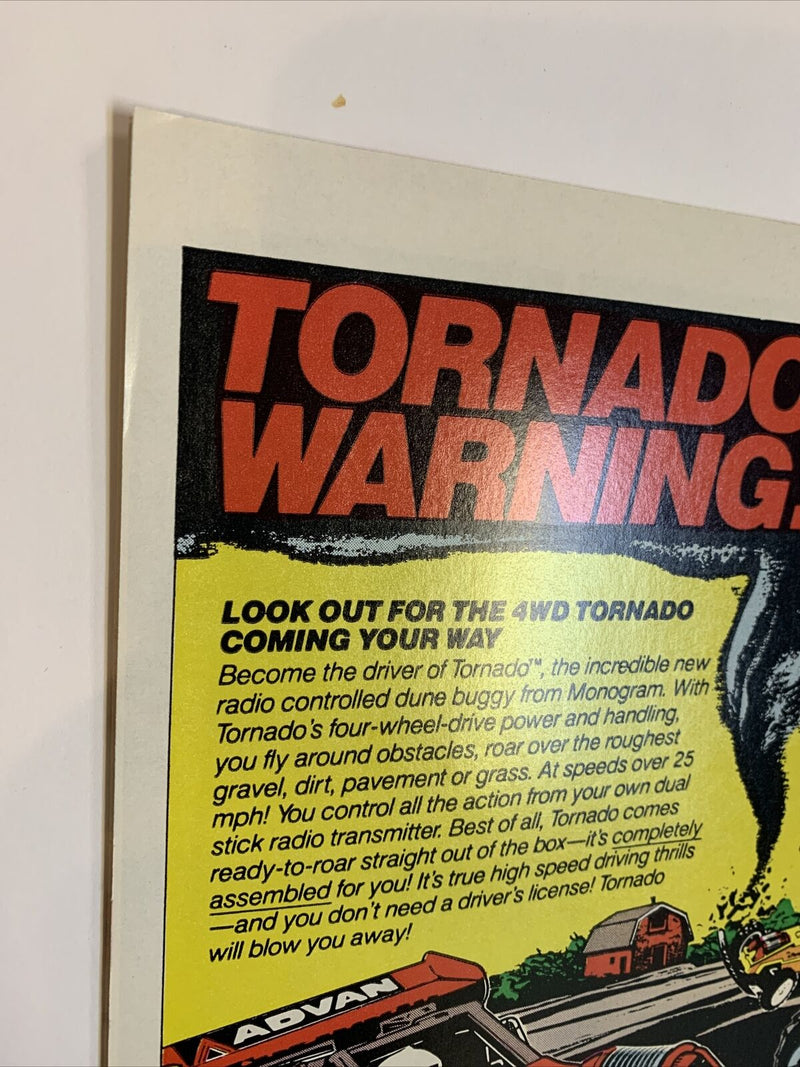 TORNADO
WARNING.
LOOK OUT FOR THE 4WD TORNADO
COMING YOUR WAY
Become the driver of Tornado™, the incredible new
radio controlled dune buggy from Monogram. With
Tornado's four-wheel-drive power and handling,
you fly around obstacles, roar over the roughest
gravel, dirt, pavement or grass. At speeds over 25
mph! You control all the action from your own dual
stick radio transmitter. Best of all, Tornado comes
ready-to-roar straight out of the box—it's completely
assembled for you! It's true high speed driving thrills
—and you don't need a driver's license! Tornado
will blow you away!
ADVAN